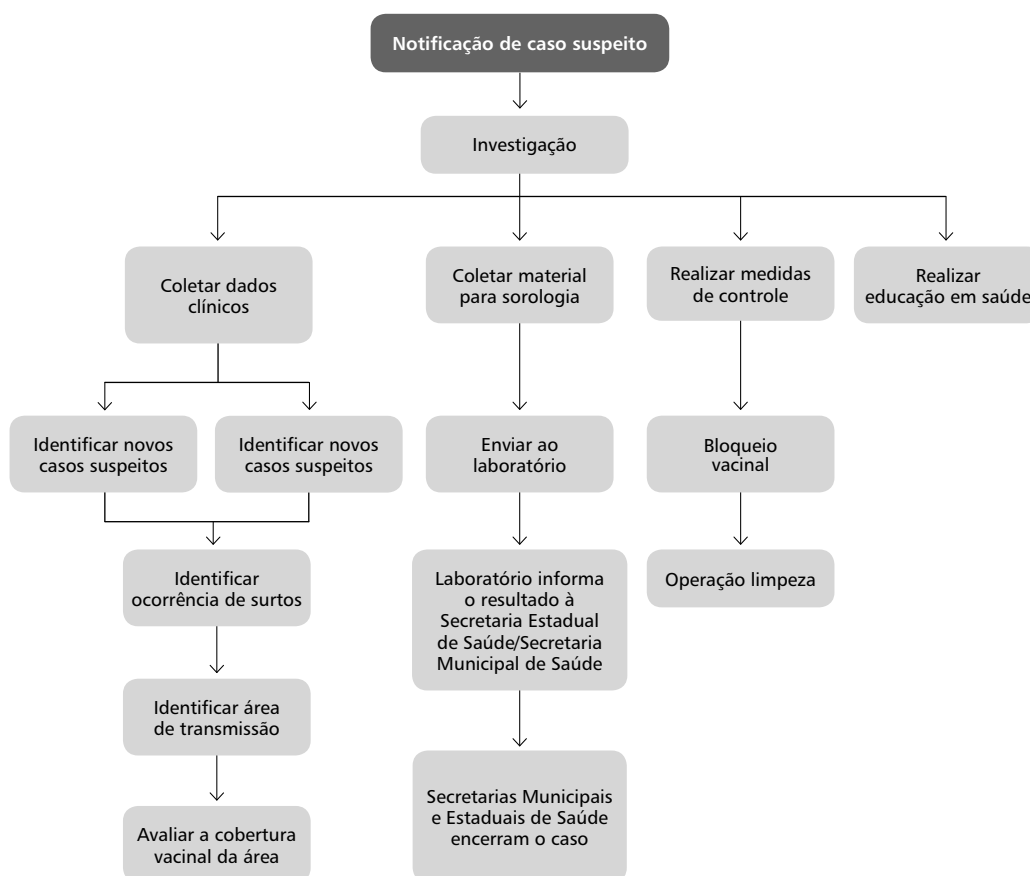 Notificação de caso suspeito
Investigação
Coletar dados
clínicos
Coletar material
para sorologia
Realizar medidas
de controle
Realizar
educação em saúde
Identificar novos
casos suspeitos
Identificar novos
casos suspeitos
Enviar ao
laboratório
Bloqueio
vacinal
Identificar
ocorrência de surtos
Laboratório informa
o resultado à
Secretaria Estadual
de Saúde/Secretaria
Municipal de Saúde
Operação limpeza
Identificar área
de transmissão
Secretarias Municipais
e Estaduais de Saúde
encerram o caso
Avaliar a cobertura
vacinal da área